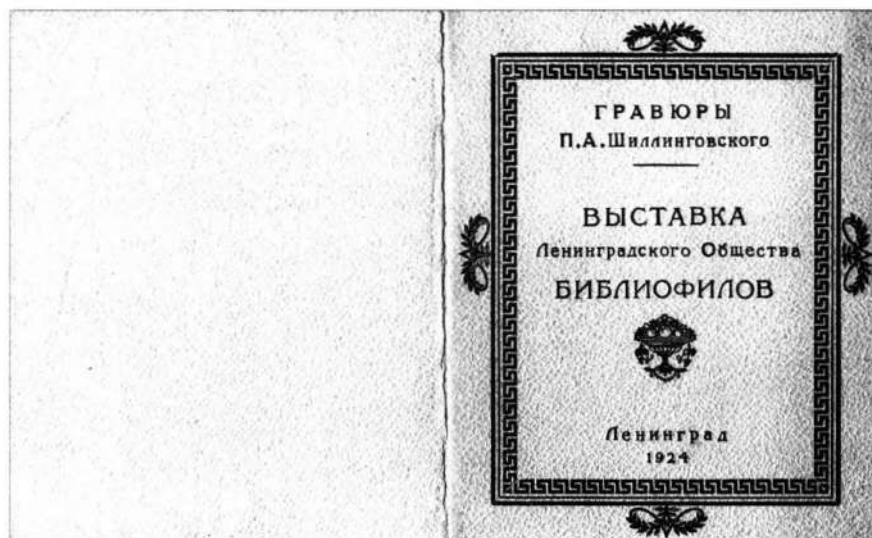 ГРАВЮРЫ
П.А.Шиллинговского
ВЫСТАВКА
Ленинградского Общества
БИБЛИОФИЛОВ
Ленинград
1924